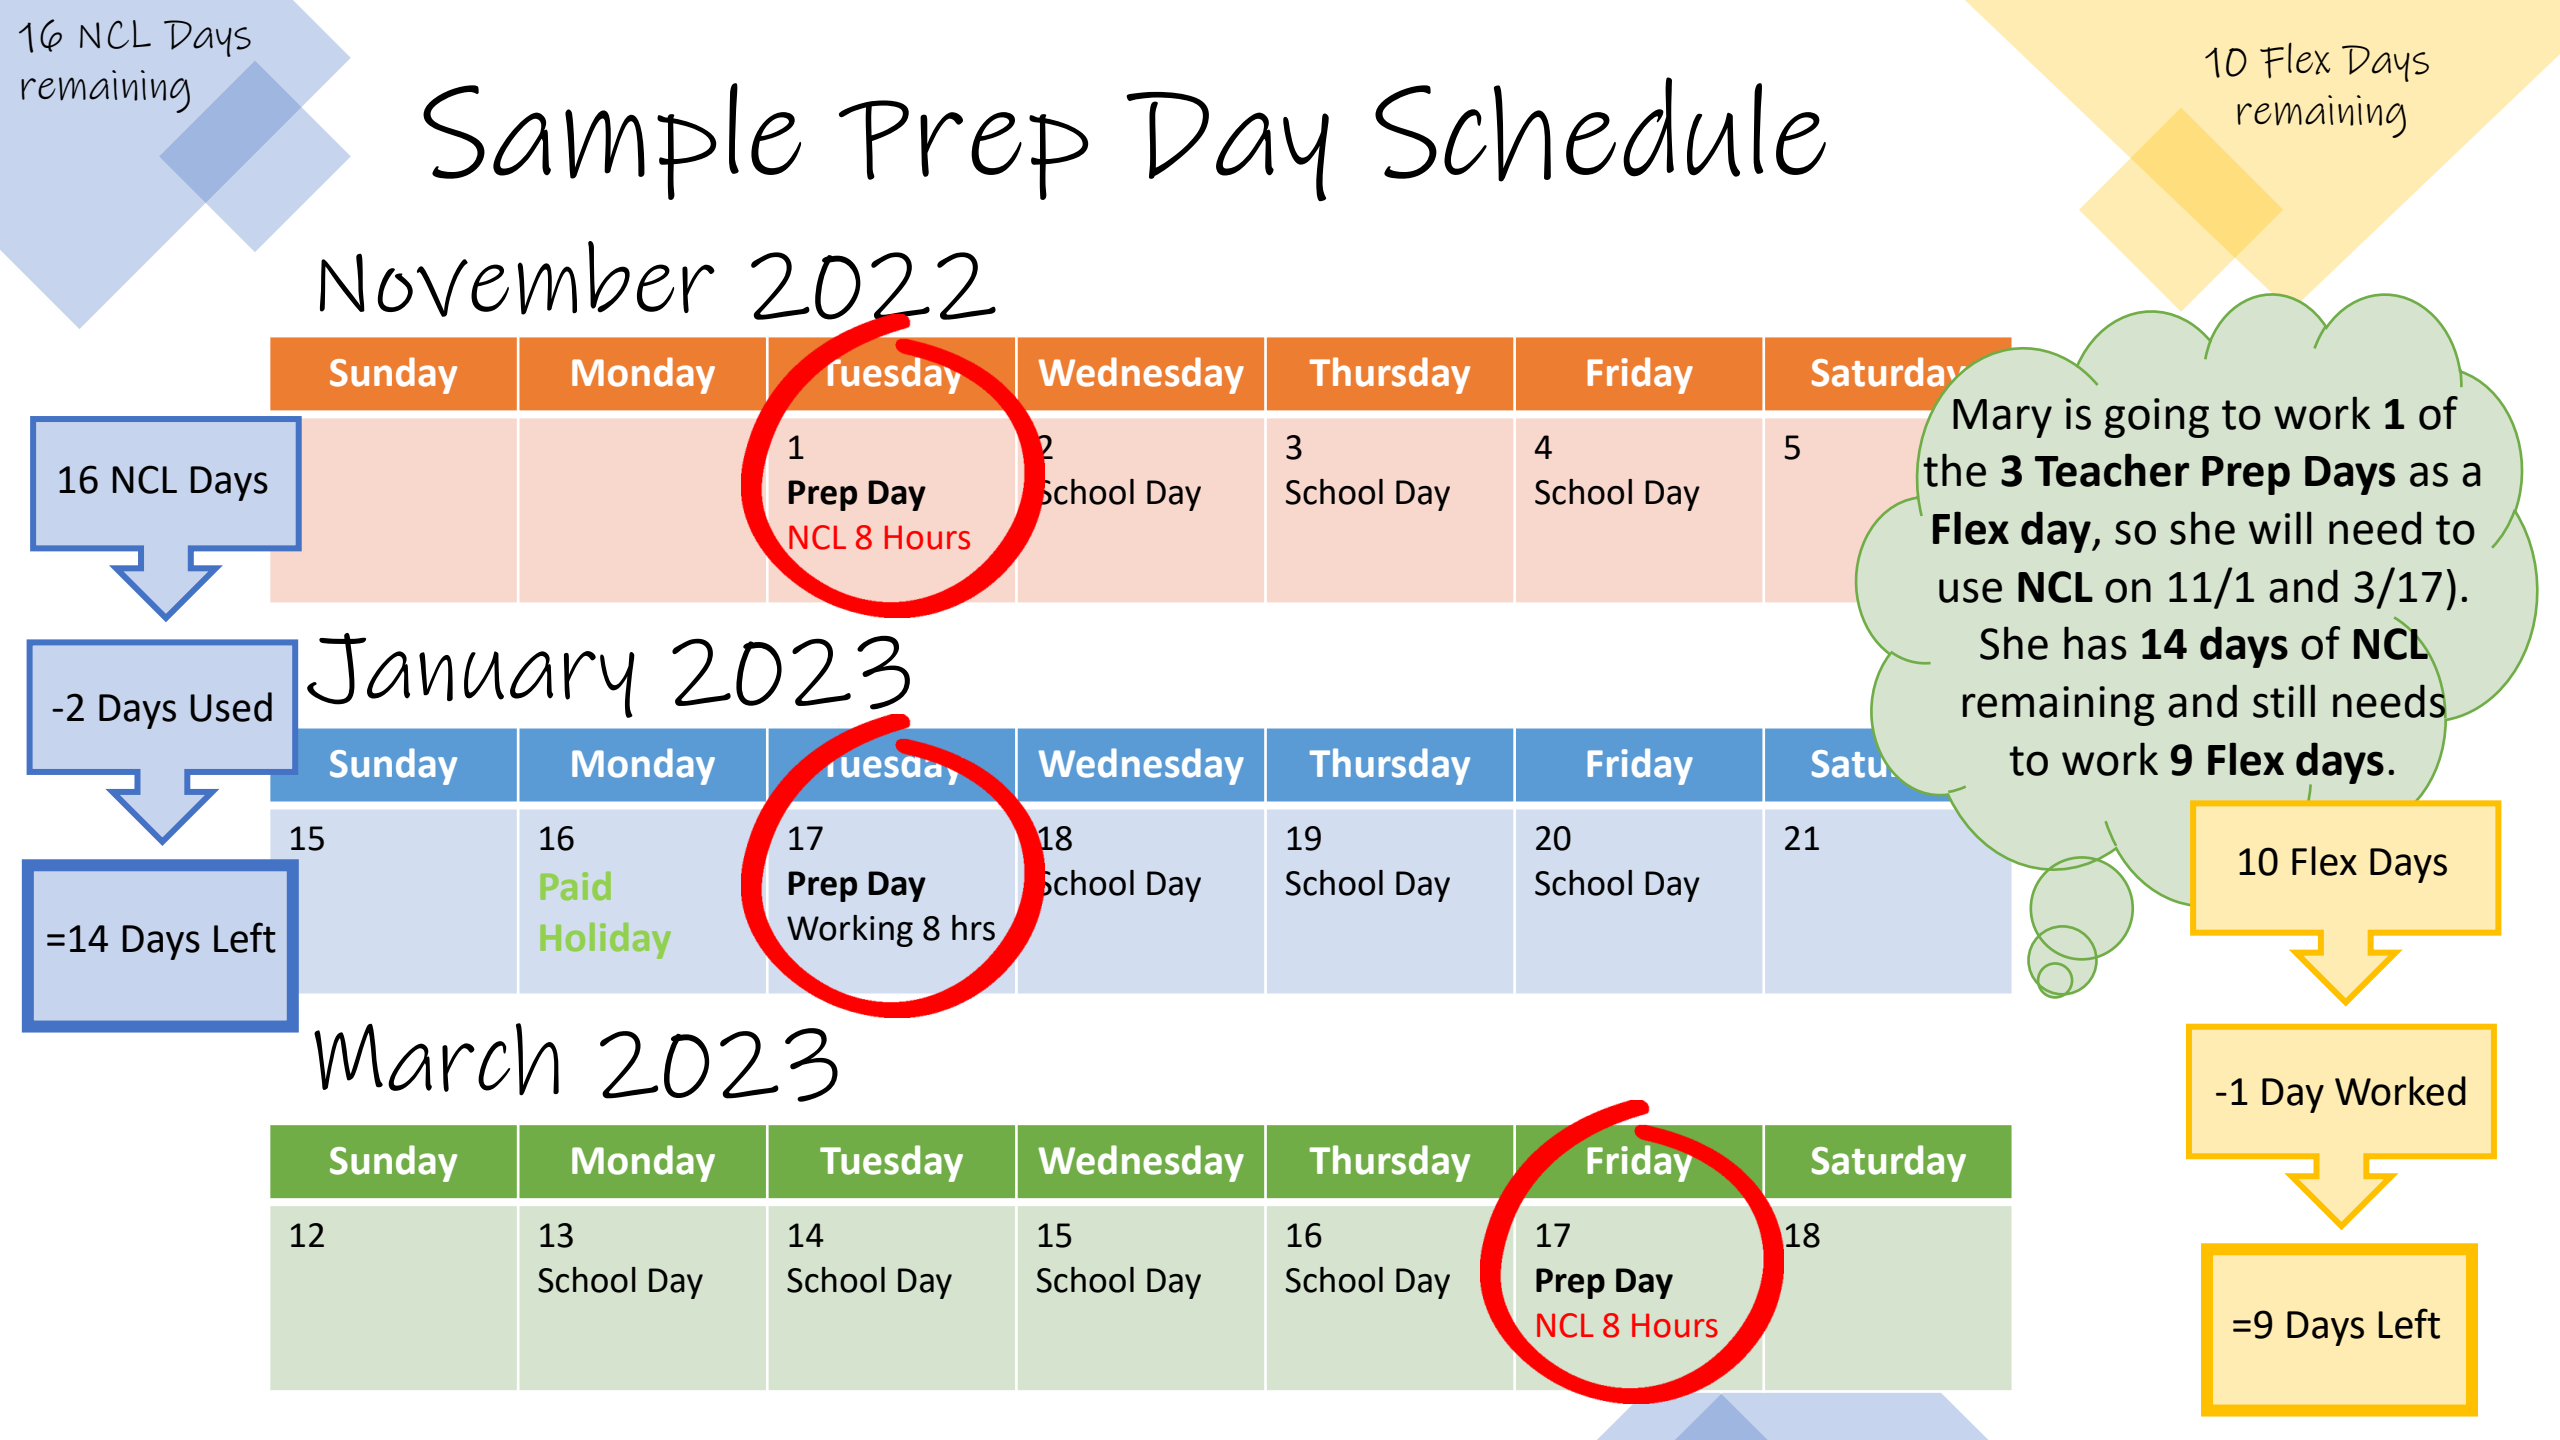 16 NCL Days
remaining
10 Flex Days
remaining
Sample Prep Day Schedule
November 2022
Sunday Monday Tuesday Wednesday Thursday Friday Saturday
1 2 3 4 5
Prep Day School Day School Day School Day
NCL 8 Hours
16 NCL Days
-2 Days Used
=14 Days Left
Mary is going to work 1 of
the 3 Teacher Prep Days as a
Flex day, so she will need to
use NCL on 11/1 and 3/17).
She has 14 days of NCL
remaining and still needs
to work 9 Flex days.
January 2023
Sunday Monday Tuesday Wednesday Thursday Friday Satu
15 16 17 18 19 20 21
Paid Prep Day School Day School Day School Day
Holiday Working 8 hrs
10 Flex Days
-1 Day Worked
=9 Days Left
March 2023
Sunday Monday Tuesday Wednesday Thursday Friday Saturday
12 13 14 15 16 17 18
School Day School Day School Day School Day Prep Day
NCL 8 Hours